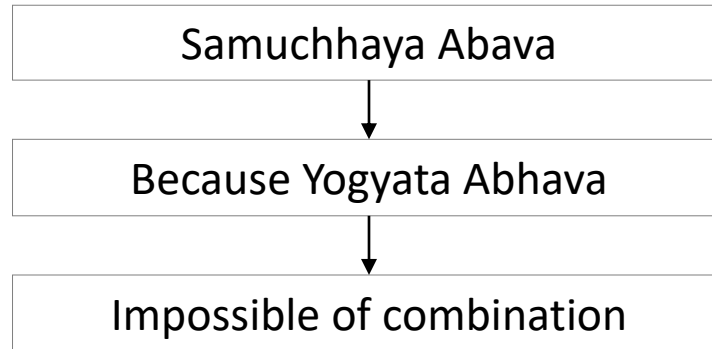 Samuchhaya Abava
Because Yogyata Abhava
Impossible of combination